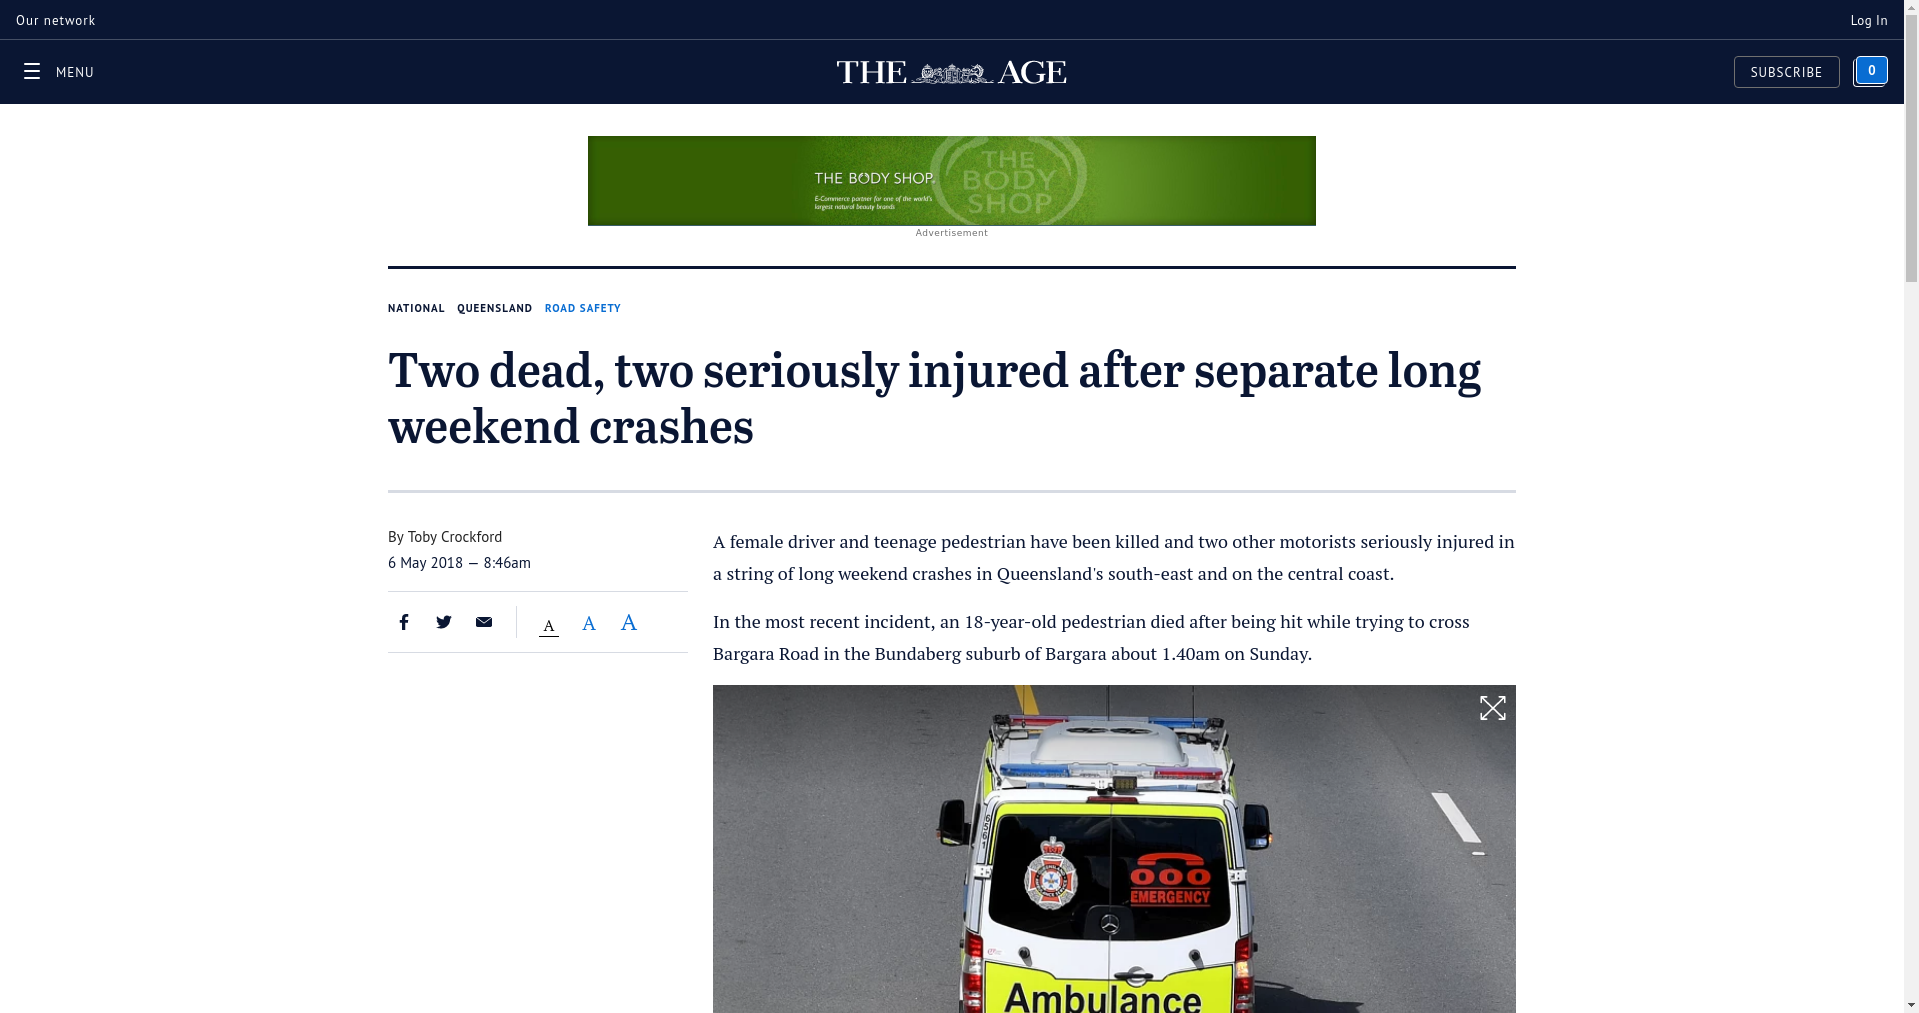 Our network
Log In
MENU
THE AGE
SUBSCRIBE
0
THE BODY SHOP.
E-Commerce partner for one of the world's
largest natural beauty brands
THE
BODY
SHOP
Advertisement
NATIONAL QUEENSLAND ROAD SAFETY
Two dead, two seriously injured after separate long
weekend crashes
By Toby Crockford
6 May 2018 — 8:46am
A A A
A female driver and teenage pedestrian have been killed and two other motorists seriously injured in
a string of long weekend crashes in Queensland's south-east and on the central coast.
In the most recent incident, an 18-year-old pedestrian died after being hit while trying to cross
Bargara Road in the Bundaberg suburb of Bargara about 1.40am on Sunday.
000
EMERGENCY
Ambulance